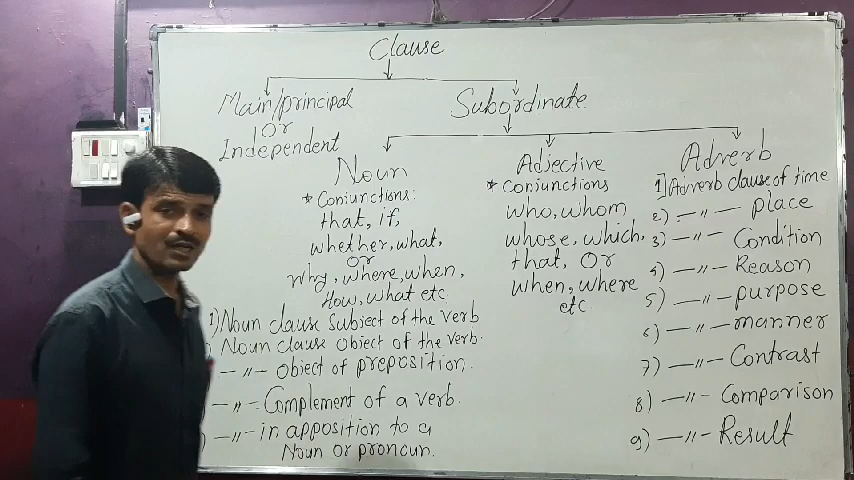 Clause
Main/principal
Or
Independent
Subordinate
Noun
* Conjunctions:
that, if,
whether, what,
or
Why, where, when,
How, what etc
1) Noun clause Subject of the verb
Noun clause Object of the verb.
— " — Object of preposition.
— " — Complement of a verb.
— " — in apposition to a
Noun or pronoun.
Adjective
* Conjunctions
who, whom,
whose, which,
that, Or
when, where
etc
Adverb
1) Adverb clause of time
2) — " — place
3) — " — Condition
4) — " — Reason
5) — " — purpose
6) — " — manner
7) — " — Contrast
8) — " — Comparison
9) — " — Result